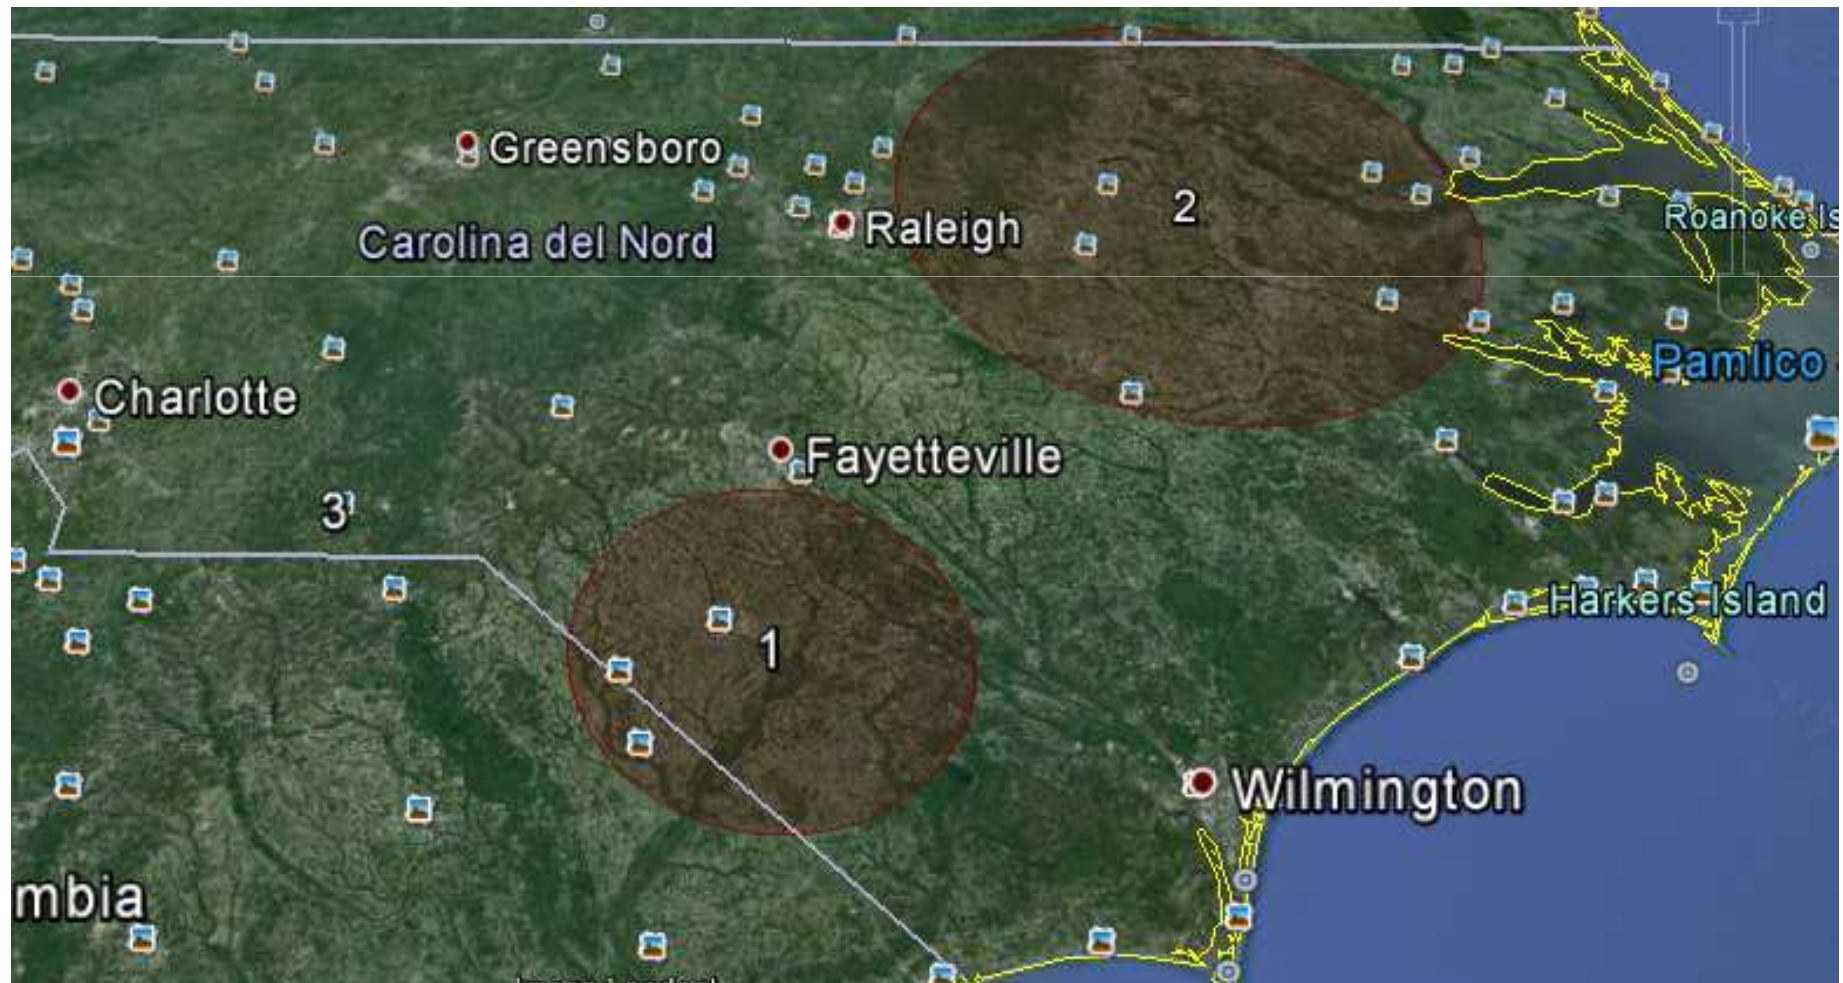 Greensboro
2
Raleigh
Carolina del Nord
Roanoke Is
Pamlico
Charlotte
Fayetteville
3
Harkers Island
1
Wilmington
mbia